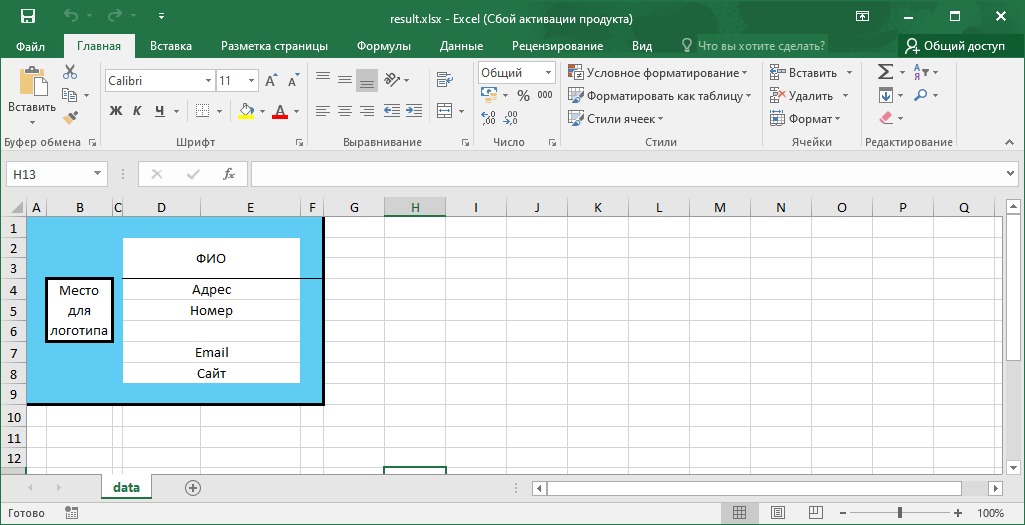 result.xlsx - Excel (Сбой активации продукта)
Файл Главная Вставка Разметка страницы Формулы Данные Рецензирование Вид Что вы хотите сделать? Общий доступ
Calibri 11 Общий Условное форматирование Вставить
Вставить Ж К Ч % 000 Форматировать как таблицу Удалить
Стили ячеек Формат
Буфер обмена Шрифт Выравнивание Число Стили Ячейки Редактирование
H13 fx
A B C D E F G H I J K L M N O P Q
1
2
ФИО
3
4 Место Адрес
5 для Номер
6 логотипа
7 Email
8 Сайт
9
10
11
12
data
Готово 100%